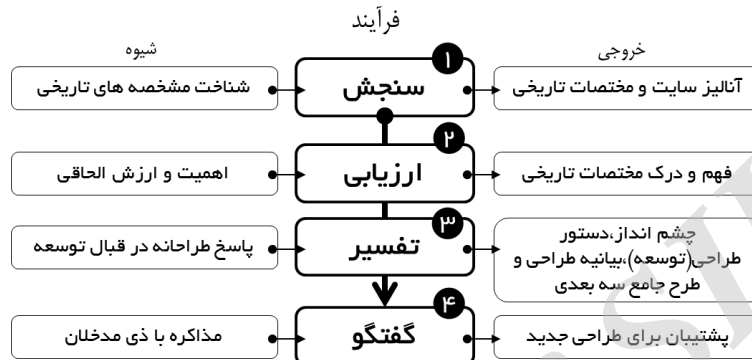 فرآیند
خروجی
شیوه
۱
آنالیز سایت و مختصات تاریخی
سنجش
شناخت مشخصه های تاریخی
۲
فهم و درک مختصات تاریخی
ارزیابی
اهمیت و ارزش الحاقی
۳
چشم انداز،دستور
طراحی(توسعه)،بیانیه طراحی و
طرح جامع سه بعدی
تفسیر
پاسخ طراحانه در قبال توسعه
۴
پشتیبان برای طراحی جدید
گفتگو
مذاکره با ذی مدخلان